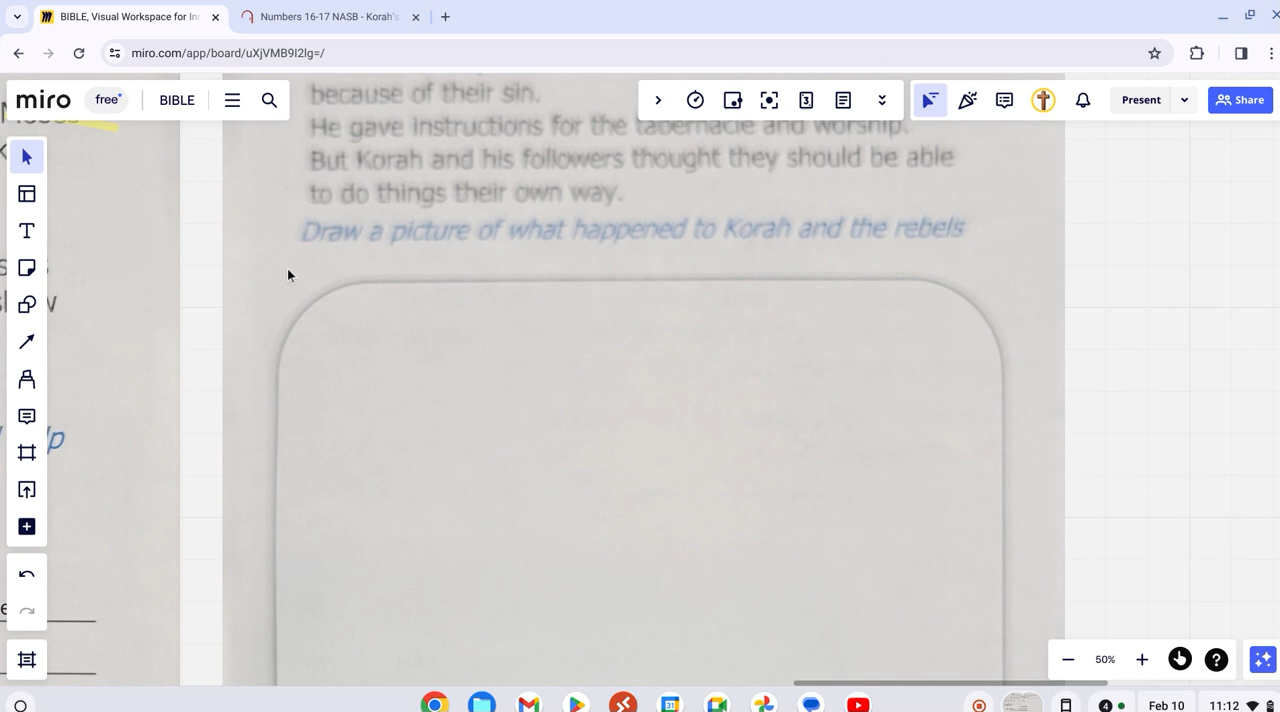 BIBLE, Visual Workspace for In
Numbers 16-17 NASB - Korah's
miro.com/app/board/uXjVMB9I2lg=/
miro
free
BIBLE
3
Present
Share
because of their sin.
He gave instructions for the tabernacle and worship.
But Korah and his followers thought they should be able
to do things their own way.
Draw a picture of what happened to Korah and the rebels
50%
4
Feb 10
11:12